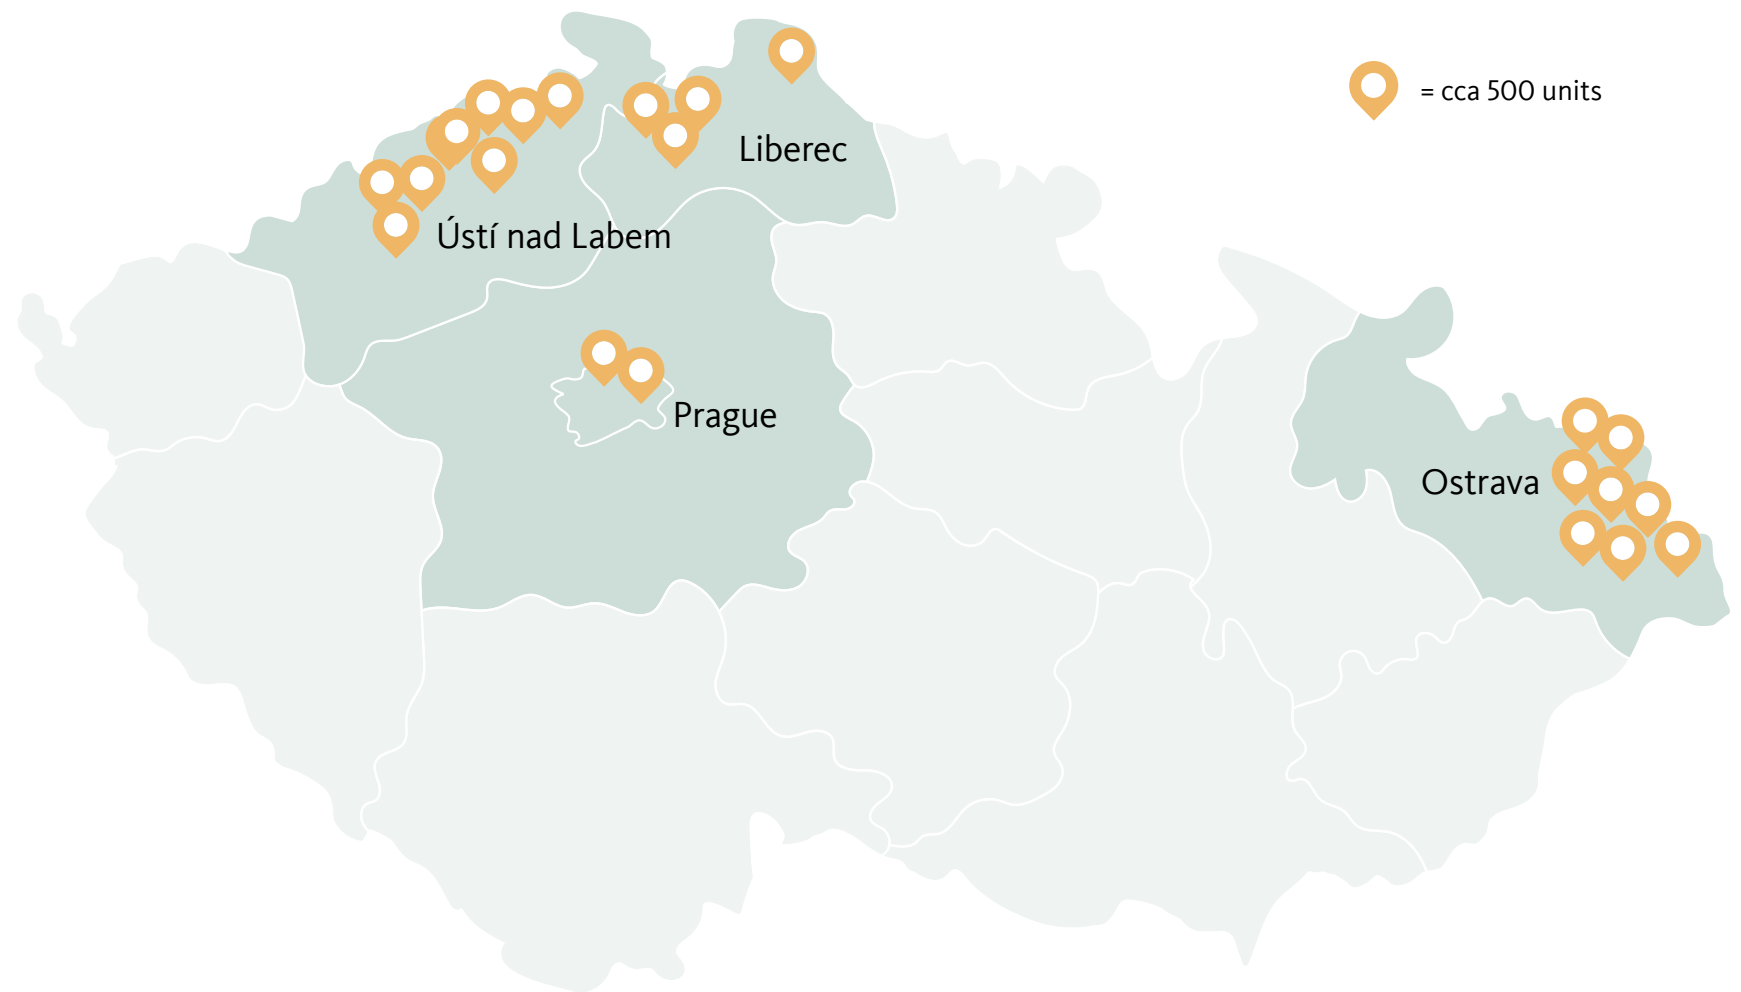 = cca 500 units
Liberec
Ústí nad Labem
Prague
Ostrava